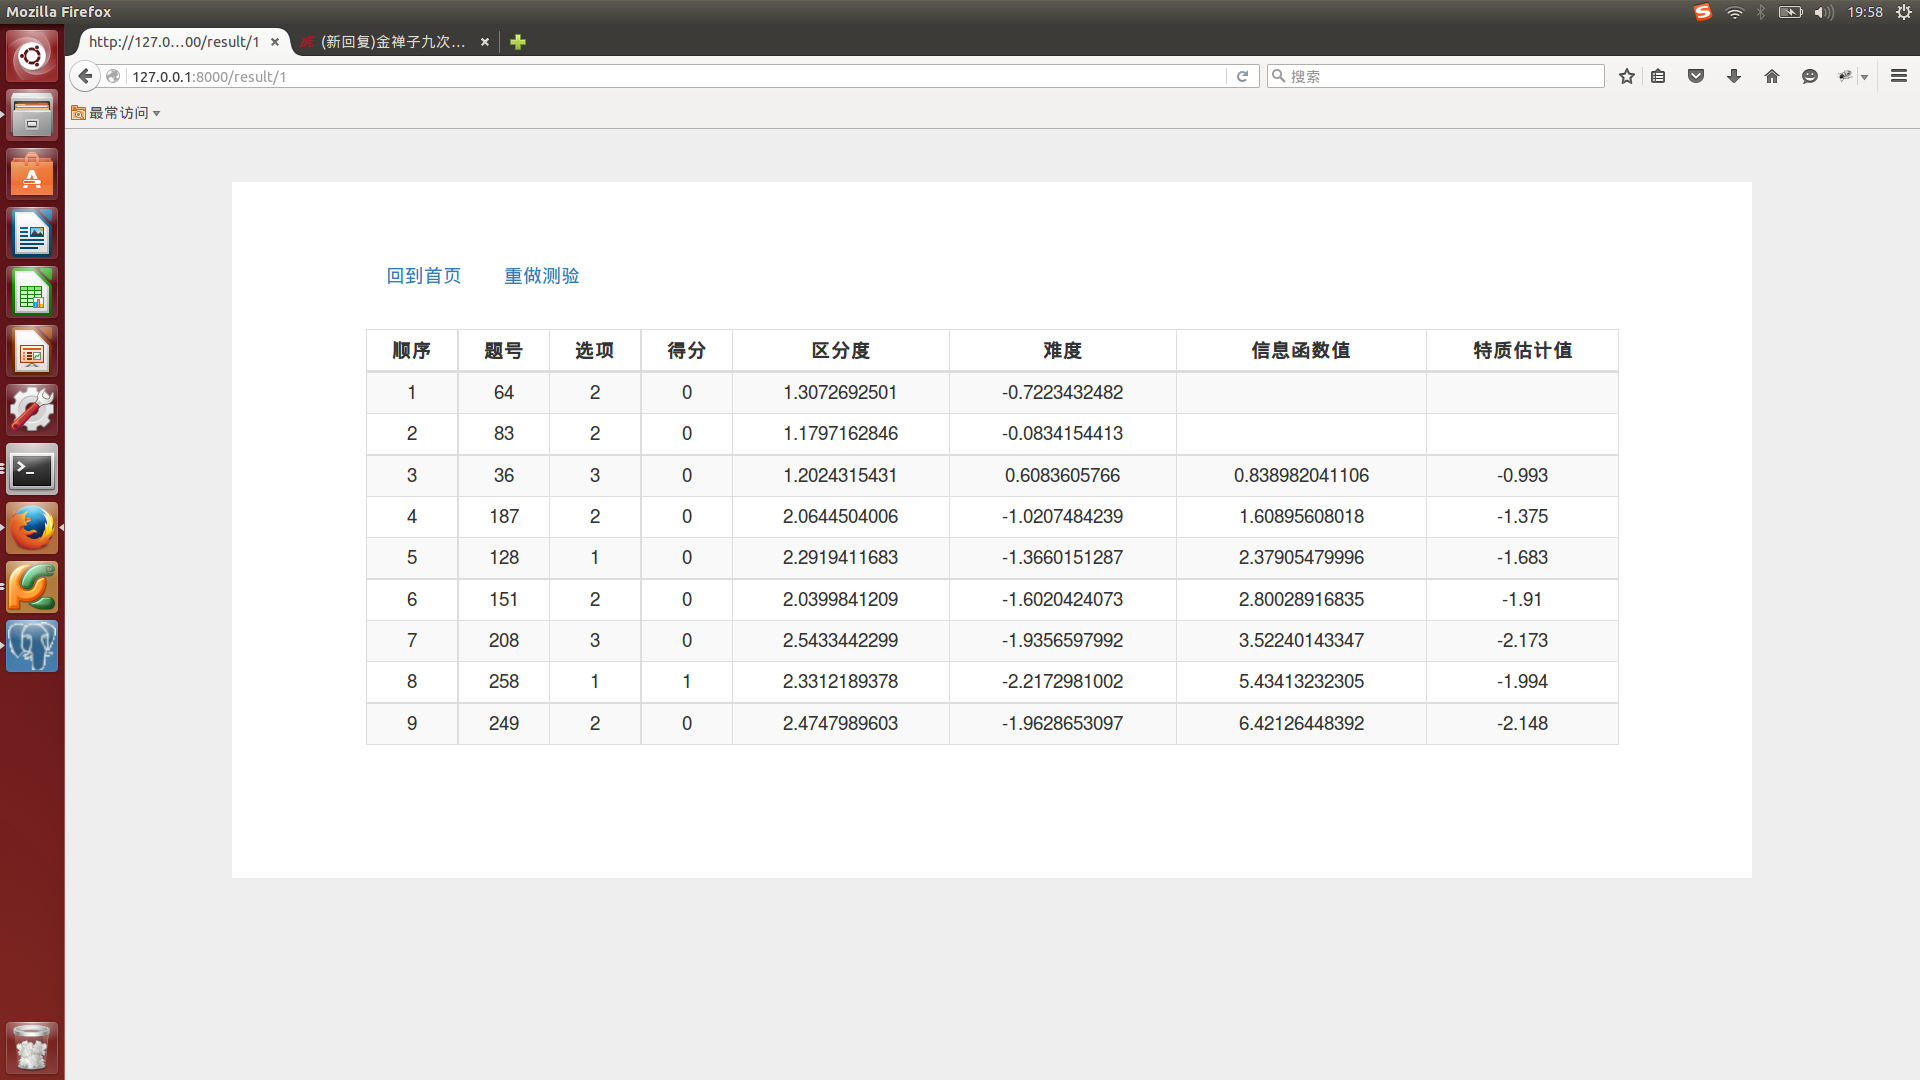 Mozilla Firefox
19:58
http://127.0...00/result/1
(新回复)金禅子九次...
127.0.0.1:8000/result/1
搜索
最常访问
回到首页 重做测验
顺序 题号 选项 得分 区分度 难度 信息函数值 特质估计值
1 64 2 0 1.3072692501 -0.7223432482
2 83 2 0 1.1797162846 -0.0834154413
3 36 3 0 1.2024315431 0.6083605766 0.838982041106 -0.993
4 187 2 0 2.0644504006 -1.0207484239 1.60895608018 -1.375
5 128 1 0 2.2919411683 -1.3660151287 2.37905479996 -1.683
6 151 2 0 2.0399841209 -1.6020424073 2.80028916835 -1.91
7 208 3 0 2.5433442299 -1.9356597992 3.52240143347 -2.173
8 258 1 1 2.3312189378 -2.2172981002 5.43413232305 -1.994
9 249 2 0 2.4747989603 -1.9628653097 6.42126448392 -2.148